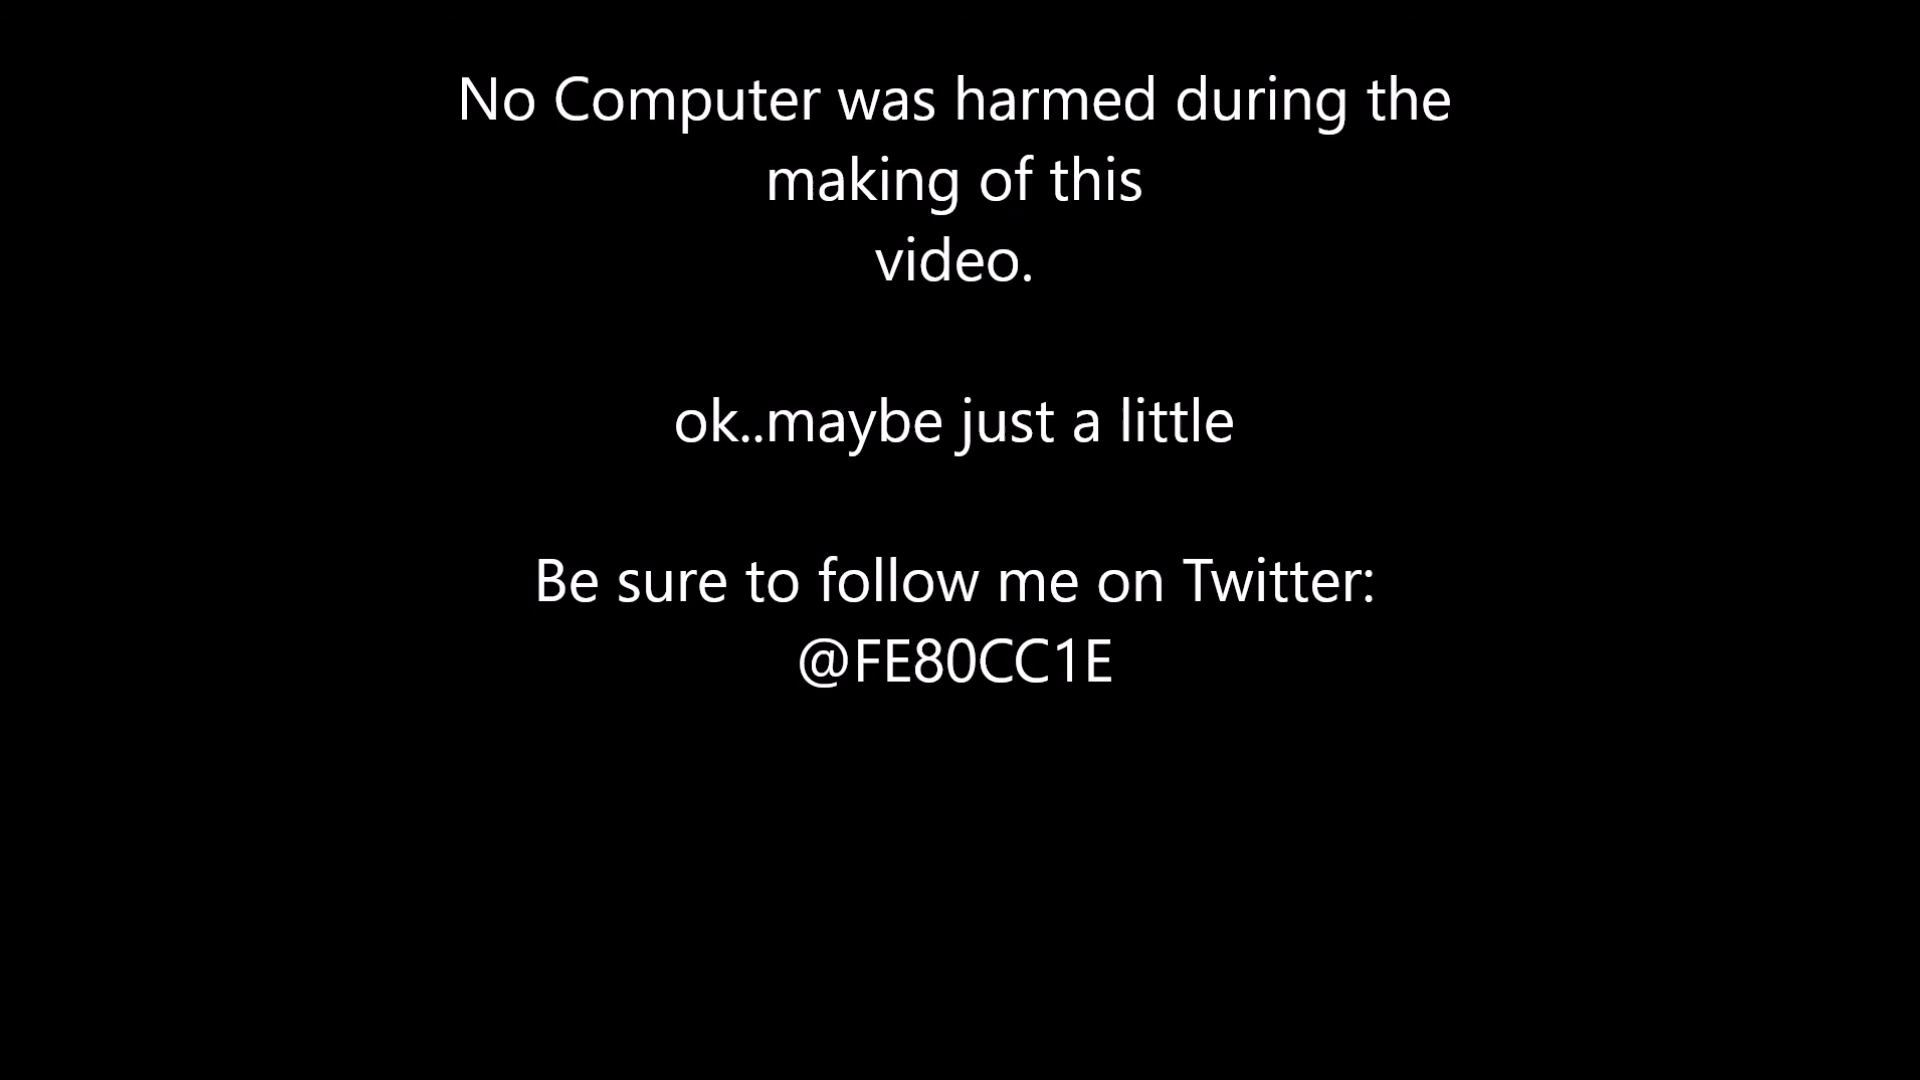 No Computer was harmed during the
making of this
video.
ok..maybe just a little
Be sure to follow me on Twitter:
@FE80CC1E